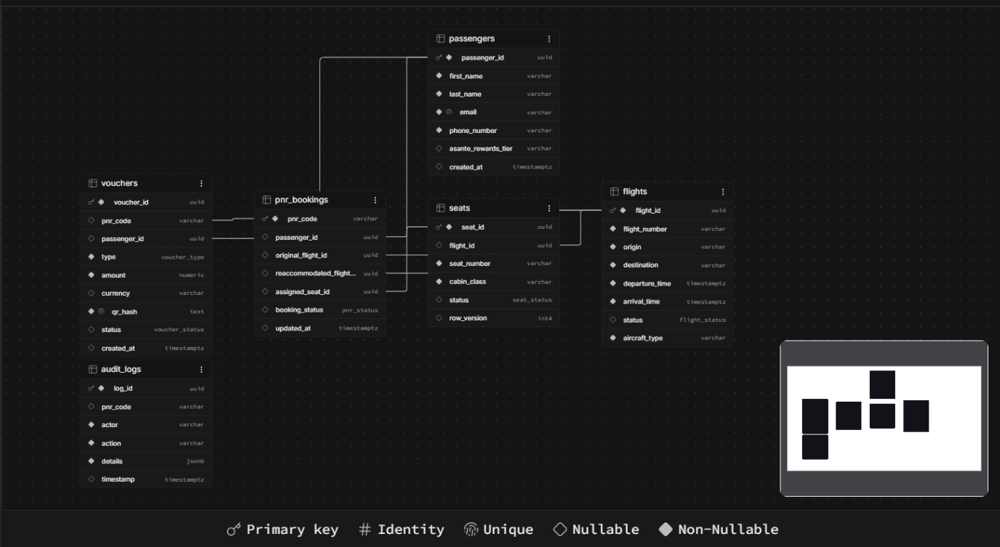 passengers
passenger_id uuid
first_name varchar
last_name varchar
email varchar
phone_number varchar
asante_rewards_tier varchar
created_at timestamptz
vouchers
voucher_id uuid
pnr_code varchar
passenger_id uuid
type voucher_type
amount numeric
currency varchar
qr_hash text
status voucher_status
created_at timestamptz
pnr_bookings
pnr_code varchar
passenger_id uuid
original_flight_id uuid
reaccommodated_flight... uuid
assigned_seat_id uuid
booking_status pnr_status
updated_at timestamptz
seats
seat_id uuid
flight_id uuid
seat_number varchar
cabin_class varchar
status seat_status
row_version int4
flights
flight_id uuid
flight_number varchar
origin varchar
destination varchar
departure_time timestamptz
arrival_time timestamptz
status flight_status
aircraft_type varchar
audit_logs
log_id uuid
pnr_code varchar
actor varchar
action varchar
details jsonb
timestamp timestamptz
Primary key # Identity Unique Nullable Non-Nullable